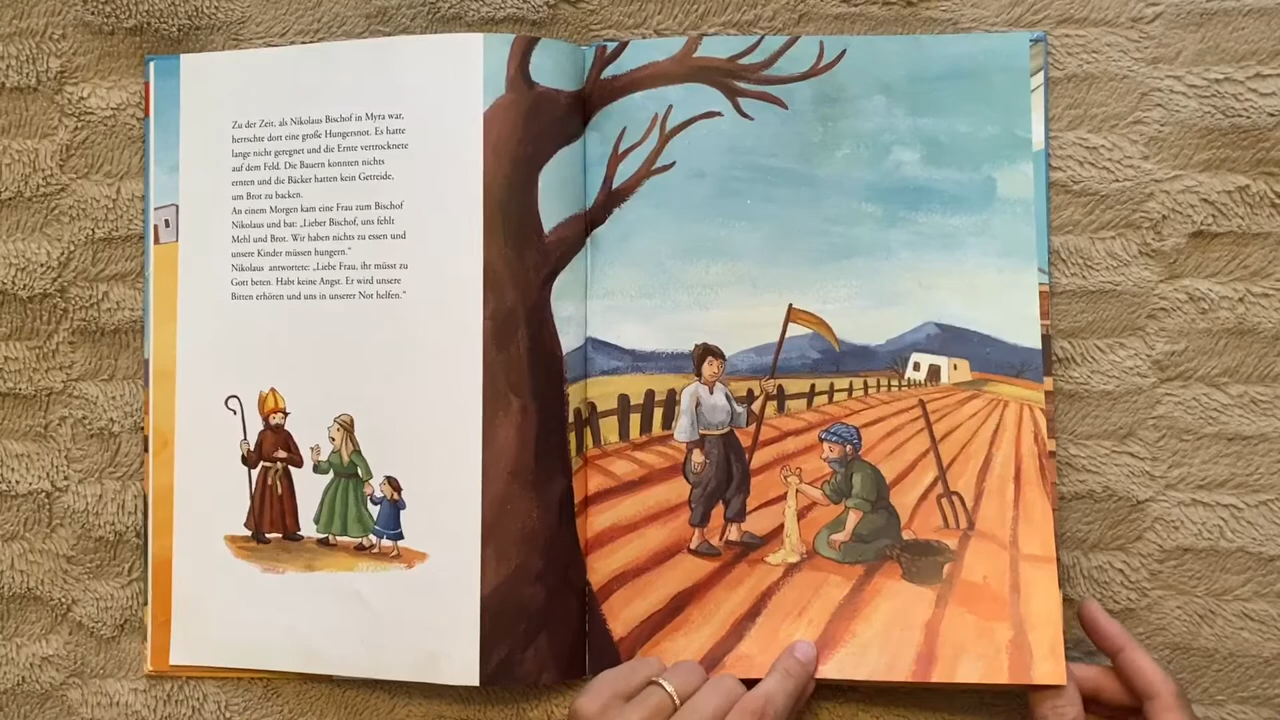 Zu der Zeit, als Nikolaus Bischof in Myra war,
herrschte dort eine große Hungersnot. Es hatte
lange nicht geregnet und die Ernte vertrocknete
auf dem Feld. Die Bauern konnten nichts
ernten und die Bäcker hatten kein Getreide,
um Brot zu backen.
An einem Morgen kam eine Frau zum Bischof
Nikolaus und bat: „Lieber Bischof, uns fehlt
Mehl und Brot. Wir haben nichts zu essen und
unsere Kinder müssen hungern.“
Nikolaus antwortete: „Liebe Frau, ihr müsst zu
Gott beten. Habt keine Angst. Er wird unsere
Bitten erhören und uns in unserer Not helfen.“